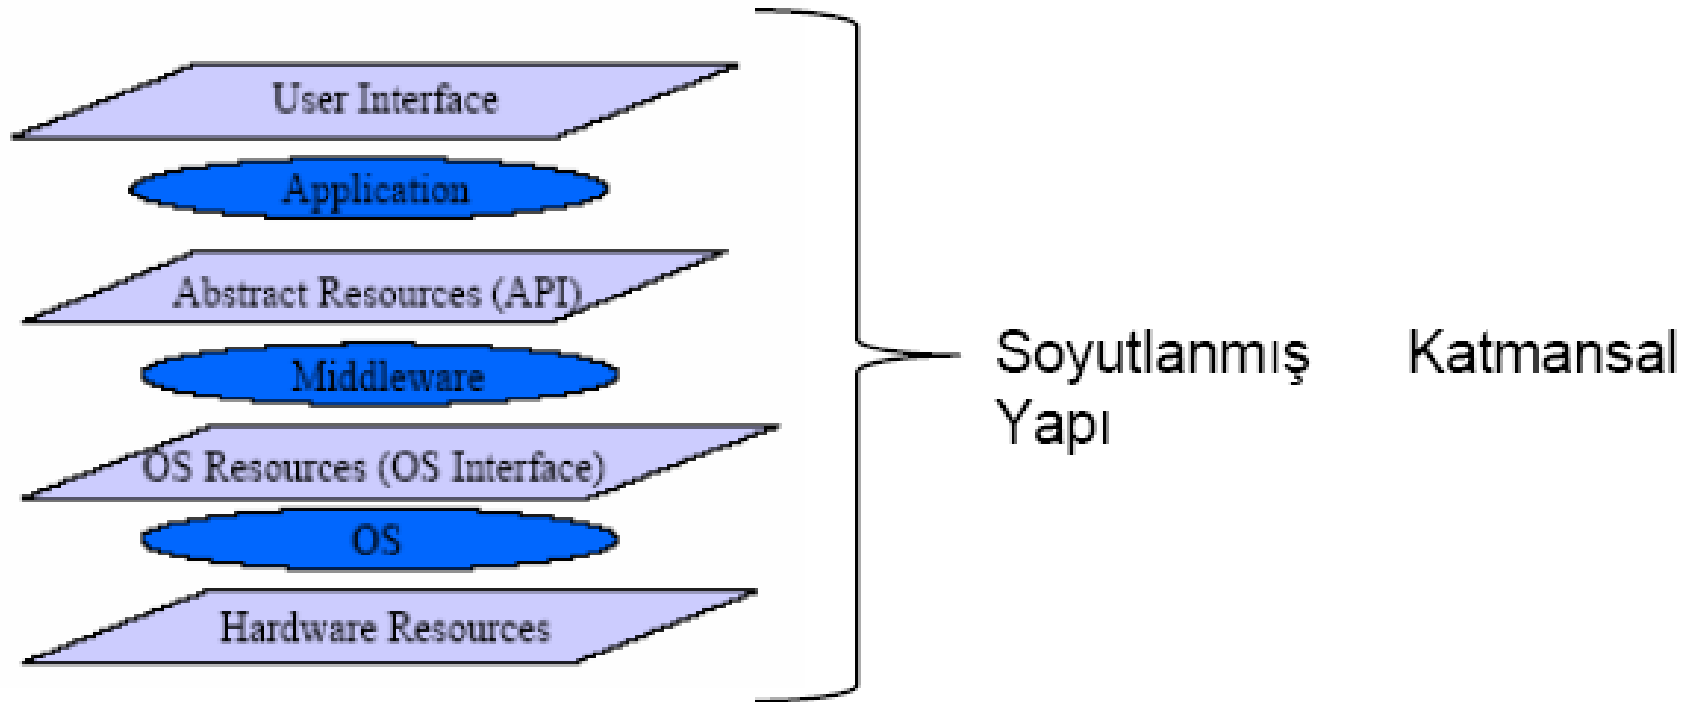 User Interface
Application
Abstract Resources (API)
Middleware
OS Resources (OS Interface)
OS
Hardware Resources
Soyutlanmış Katmansal
Yapı